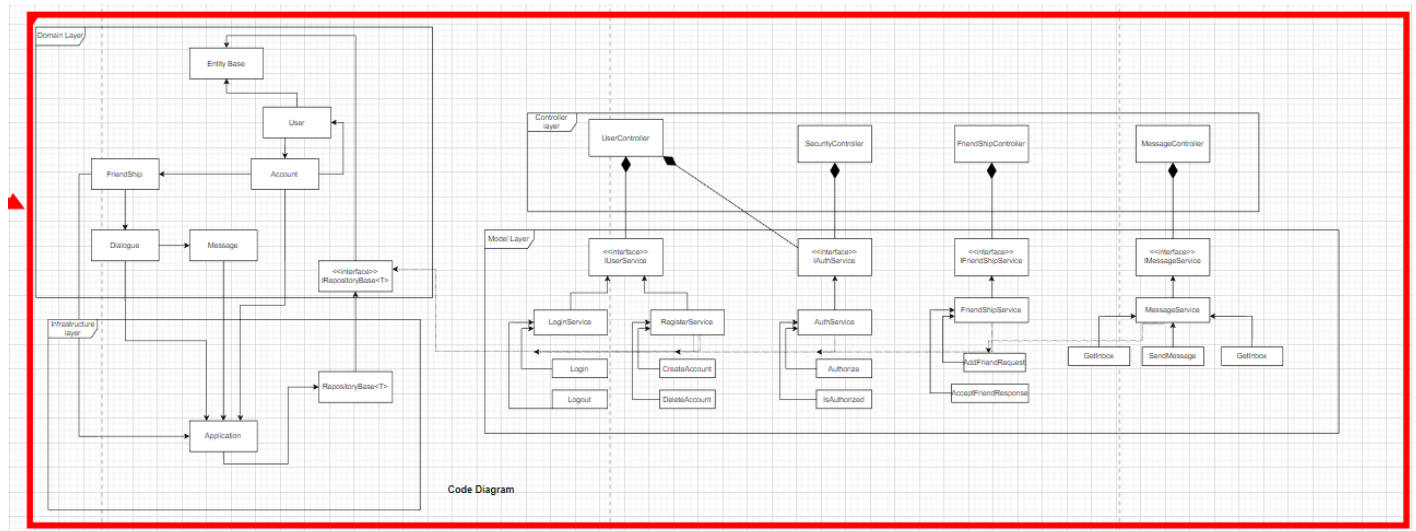 Domain Layer
Entity Base
User
FriendShip
Account
Dialogue
Message
<<interface>>
IRepositoryBase<T>
Infrastructure
layer
RepositoryBase<T>
Application
Controller
layer
UserController
SecurityController
FriendShipController
MessageController
Model Layer
<<interface>>
IUserService
<<interface>>
IAuthService
<<interface>>
IFriendShipService
<<interface>>
IMessageService
LoginService
RegisterService
AuthService
FriendShipService
MessageService
Login
Logout
CreateAccount
DeleteAccount
Authorize
IsAuthorized
AddFriendRequest
AcceptFriendResponse
GetInbox
SendMessage
GetInbox
Code Diagram